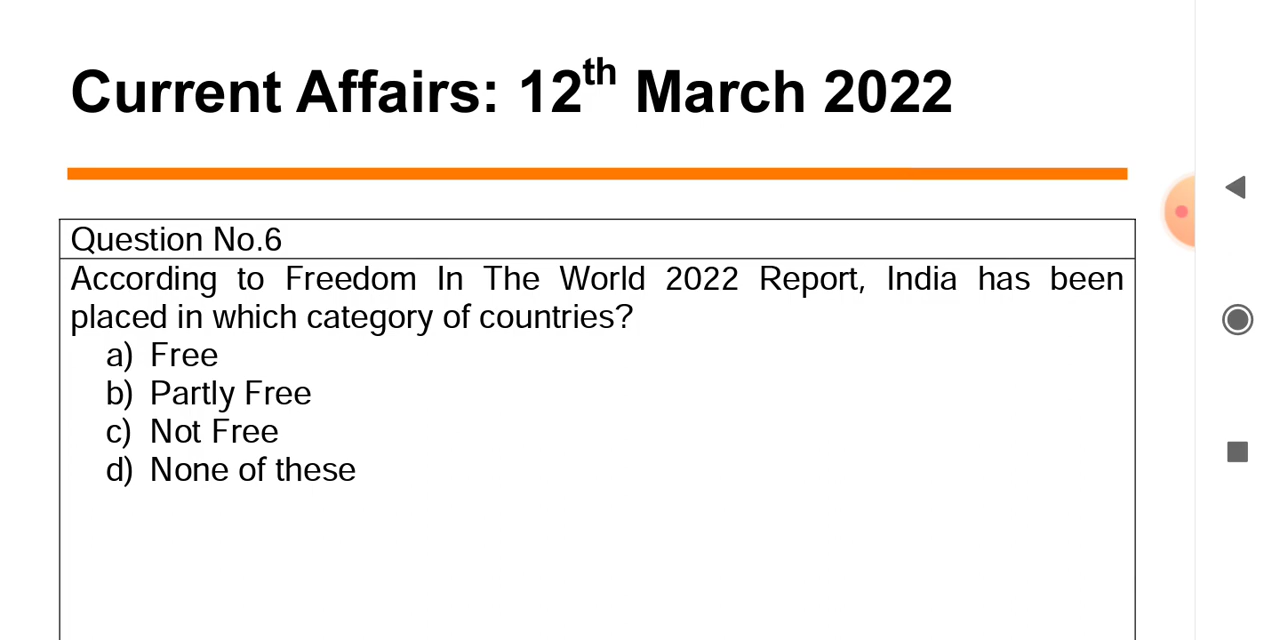 Current Affairs: 12th March 2022
Question No.6
According to Freedom In The World 2022 Report, India has been
placed in which category of countries?
a) Free
b) Partly Free
c) Not Free
d) None of these